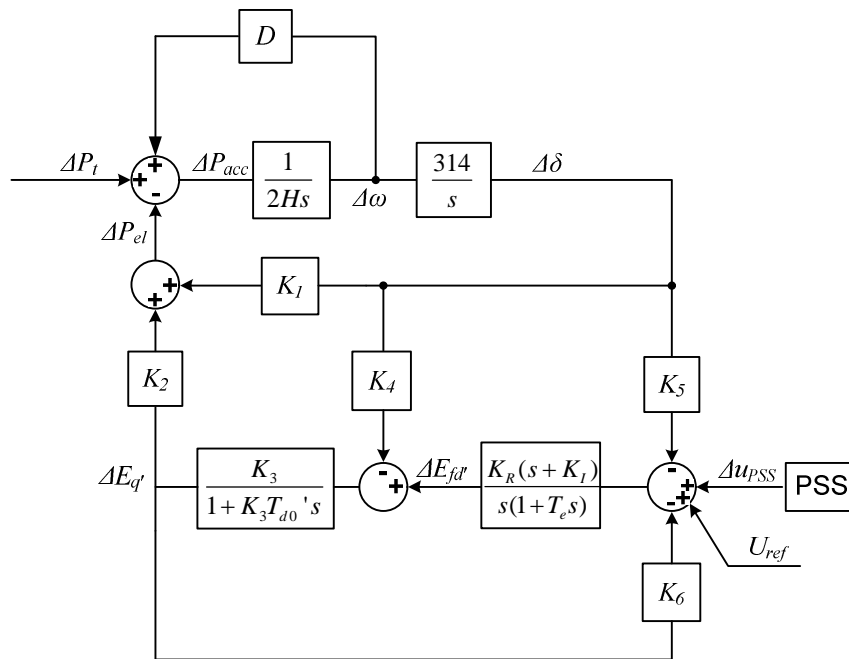 D
ΔPt
+
+
-
ΔPacc
1
2Hs
Δω
314
s
Δδ
ΔPel
+
+
K1
K2
K4
K5
ΔEq'
K3
1+K3Td0's
-
+
ΔEfd'
KR(s+KI)
s(1+Tes)
-
+
+
-
ΔuPSS
PSS
Uref
K6